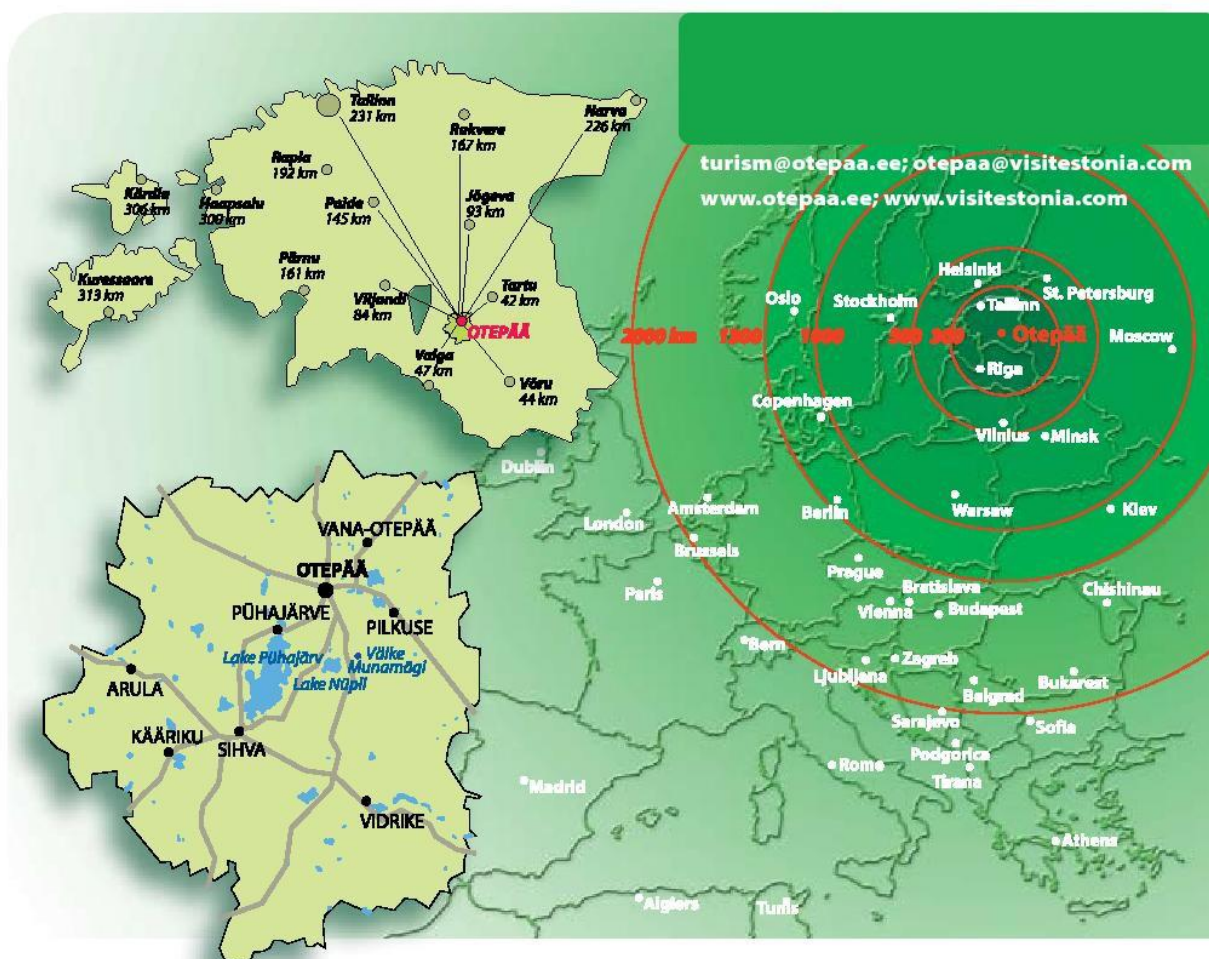 Tallinn
231 km
Rakvere
167 km
Narva
226 km
Rapla
192 km
Kärdla
306 km
Haapsalu
300 km
Paide
145 km
Jõgeva
93 km
Kuressaare
313 km
Pärnu
161 km
Viljandi
84 km
Tartu
42 km
OTEPÄÄ
Valga
47 km
Võru
44 km
turism@otepaa.ee; otepaa@visitestonia.com
www.otepaa.ee; www.visitestonia.com
Helsinki
St. Petersburg
Oslo
Stockholm
Tallinn
2000 km
1000
500
300
Otepää
Moscow
Riga
Copenhagen
Vilnius
Minsk
Dublin
London
Amsterdam
Berlin
Warsaw
Kiev
Brussels
Prague
Paris
Bratislava
Vienna
Budapest
Chishinau
Bern
Ljubljana
Zagreb
Belgrad
Bukarest
Sarajevo
Sofia
Podgorica
Rome
Tirana
Madrid
Athens
Algiers
Tunis
VANA-OTEPÄÄ
OTEPÄÄ
PÜHAJÄRVE
PILKUSE
Lake Pühajärv
Väike
Munamägi
Lake Nüpli
ARULA
KÄÄRIKU
SIHVA
VIDRIKE